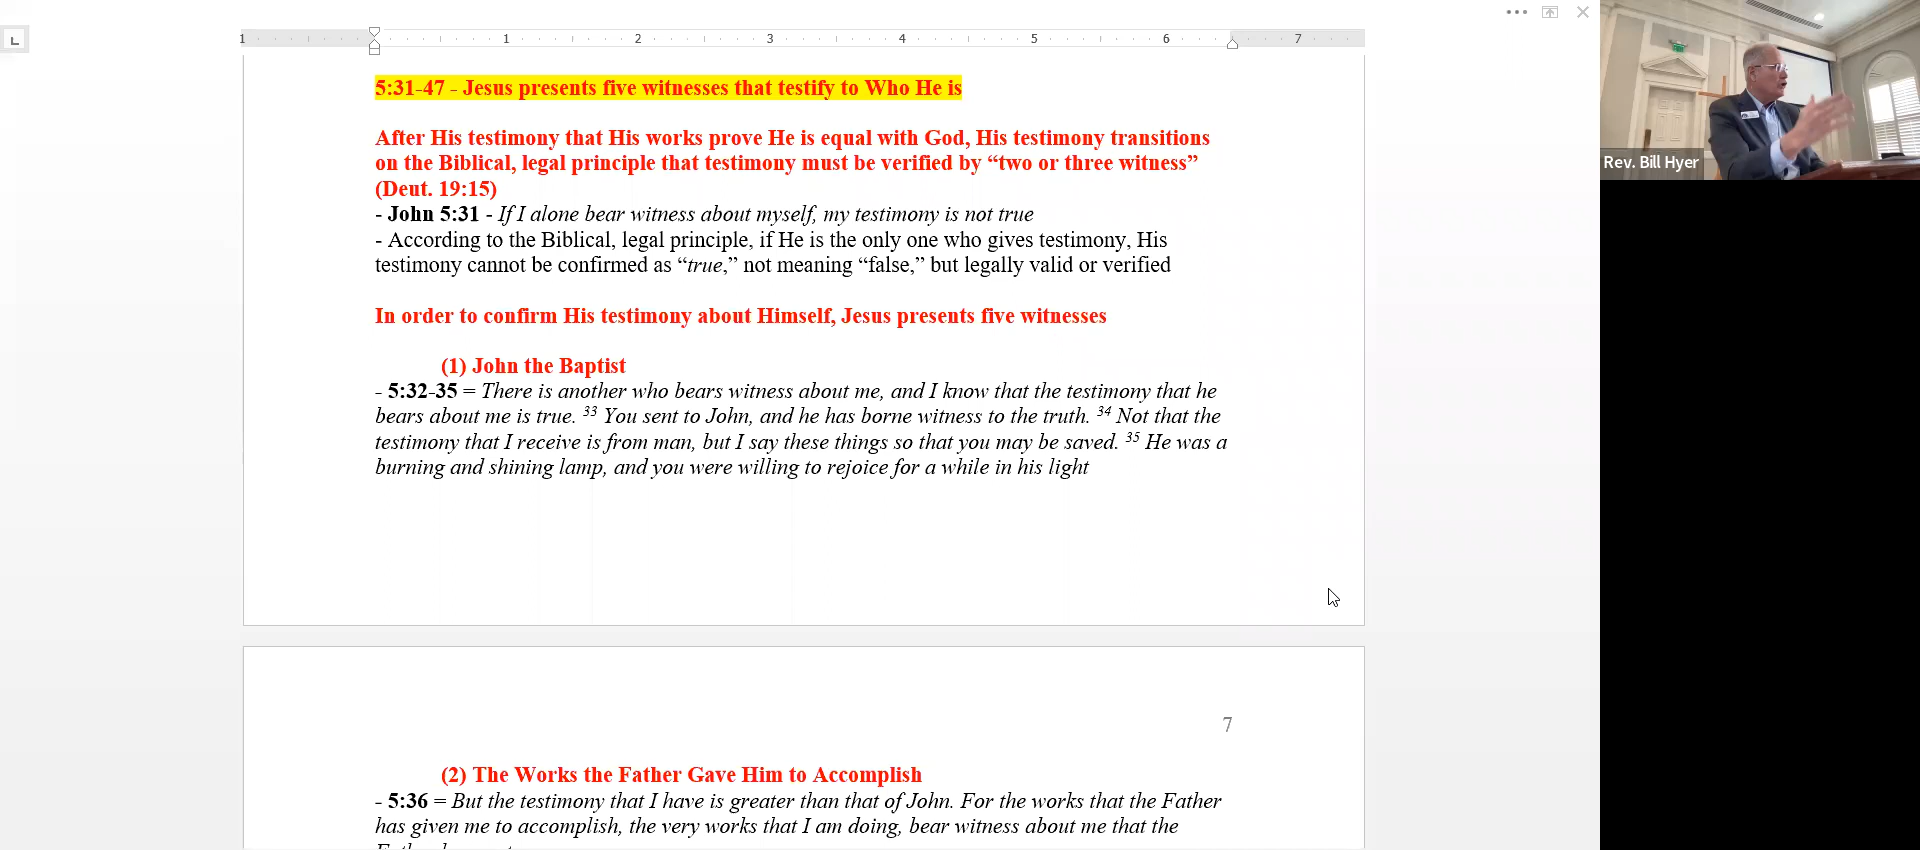 1 1 2 3 4 5 6 7
5:31-47 - Jesus presents five witnesses that testify to Who He is
After His testimony that His works prove He is equal with God, His testimony transitions
on the Biblical, legal principle that testimony must be verified by “two or three witness”
(Deut. 19:15)
- John 5:31 - If I alone bear witness about myself, my testimony is not true
- According to the Biblical, legal principle, if He is the only one who gives testimony, His
testimony cannot be confirmed as “true,” not meaning “false,” but legally valid or verified
In order to confirm His testimony about Himself, Jesus presents five witnesses
(1) John the Baptist
- 5:32-35 = There is another who bears witness about me, and I know that the testimony that he
bears about me is true. 33 You sent to John, and he has borne witness to the truth. 34 Not that the
testimony that I receive is from man, but I say these things so that you may be saved. 35 He was a
burning and shining lamp, and you were willing to rejoice for a while in his light
7
(2) The Works the Father Gave Him to Accomplish
- 5:36 = But the testimony that I have is greater than that of John. For the works that the Father
has given me to accomplish, the very works that I am doing, bear witness about me that the
Rev. Bill Hyer